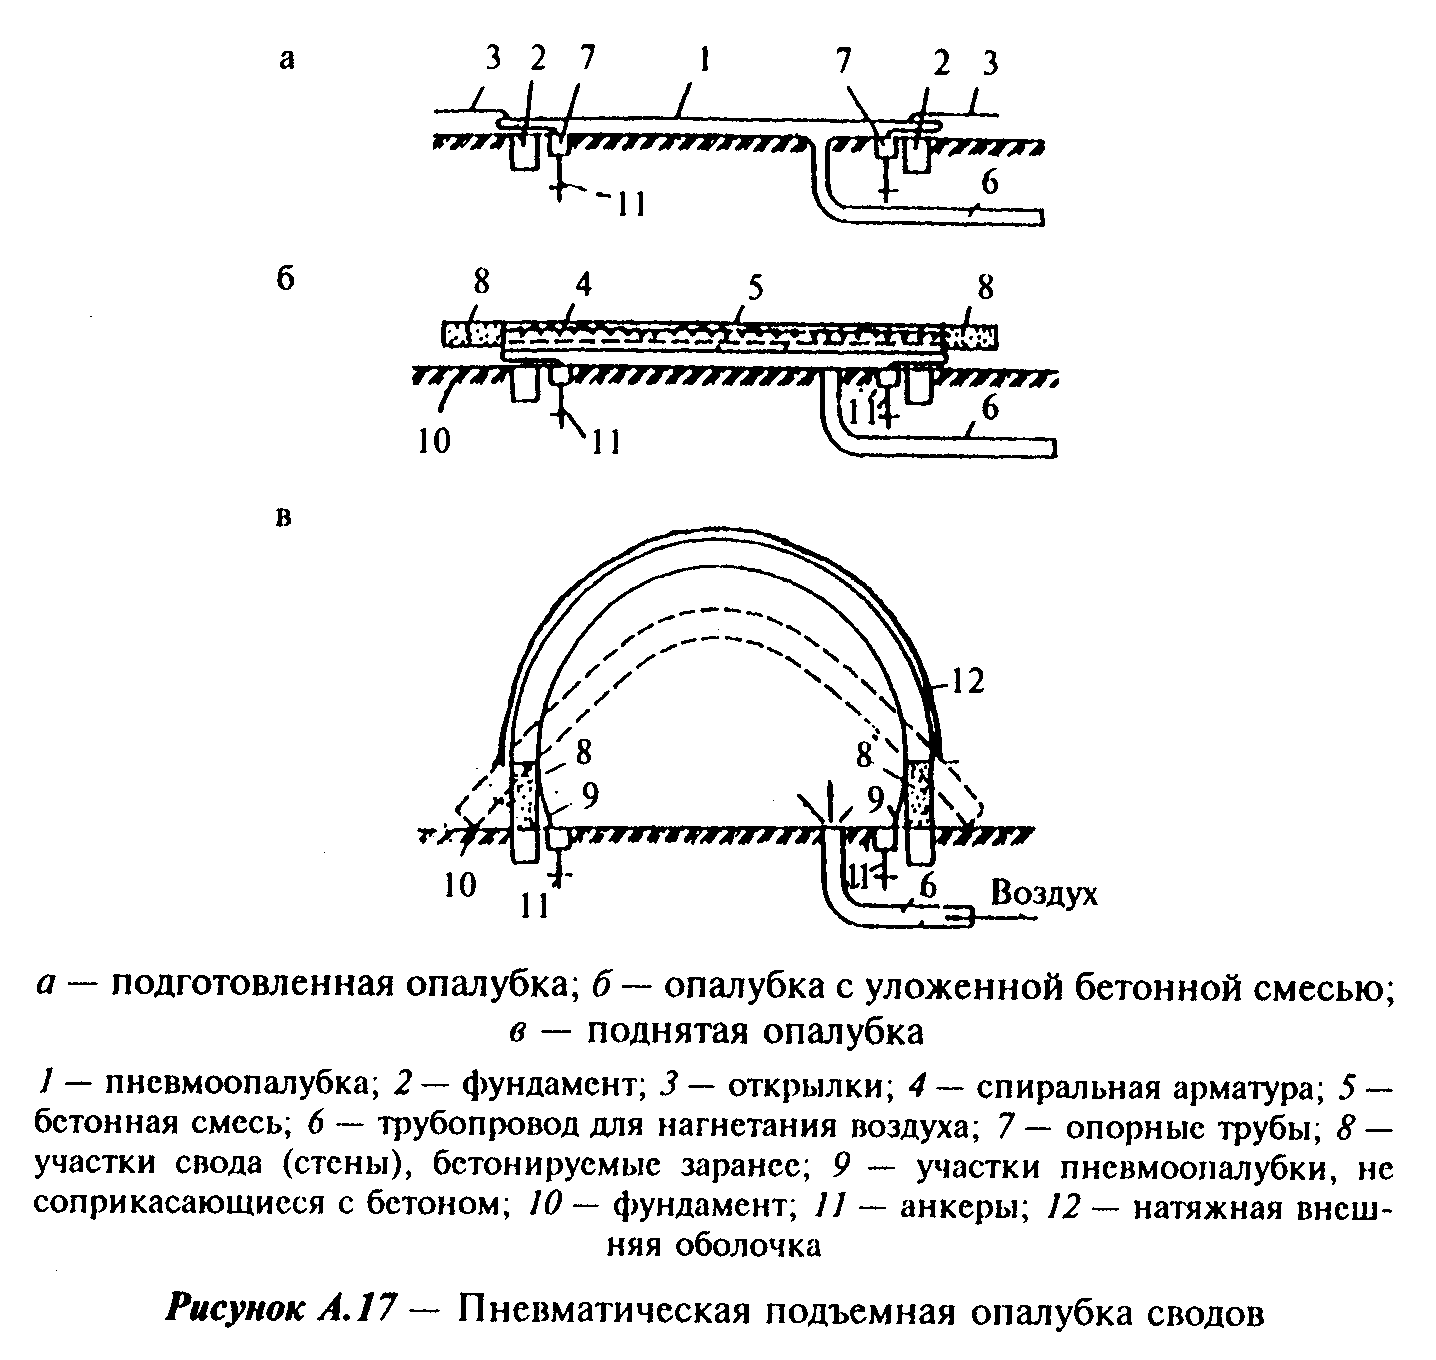 а
3 2 7 1 7 2 3
11
6
б
8 4 5 8
10 11 11 6
в
12
8 8
9 9
10 11 11 6 Воздух
а — подготовленная опалубка; б — опалубка с уложенной бетонной смесью;
в — поднятая опалубка
1 — пневмоопалубка; 2 — фундамент; 3 — открылки; 4 — спиральная арматура; 5 —
бетонная смесь; 6 — трубопровод для нагнетания воздуха; 7 — опорные трубы; 8 —
участки свода (стены), бетонируемые заранее; 9 — участки пневмоопалубки, не
соприкасающиеся с бетоном; 10 — фундамент; 11 — анкеры; 12 — натяжная внеш-
няя оболочка
Рисунок А.17 — Пневматическая подъемная опалубка сводов